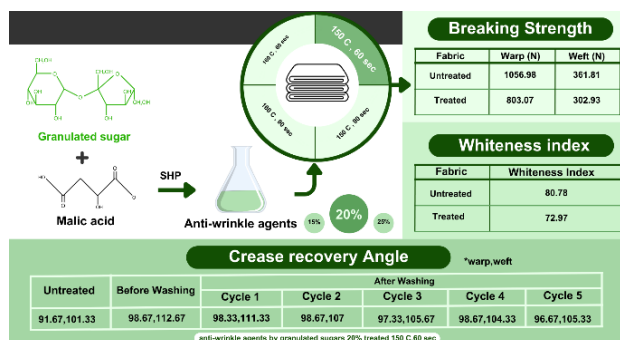 Breaking Strength
Fabric Warp (N) Weft (N)
Untreated 1056.98 361.81
Treated 803.07 302.93
Whiteness index
Fabric Whiteness Index
Untreated 80.78
Treated 72.97
150 C , 60 sec
150 C , 90 sec
Granulated sugar
+
Malic acid
SHP
Anti-wrinkle agents
15% 20% 25%
Crease recovery Angle
*warp,weft
Untreated Before Washing After Washing
Cycle 1 Cycle 2 Cycle 3 Cycle 4 Cycle 5
91.67,101.33 98.67,112.67 98.33,111.33 98.67,107 97.33,105.67 98.67,104.33 96.67,105.33
anti-wrinkle agents by granulated sugars 20% treated 150 C 60 sec